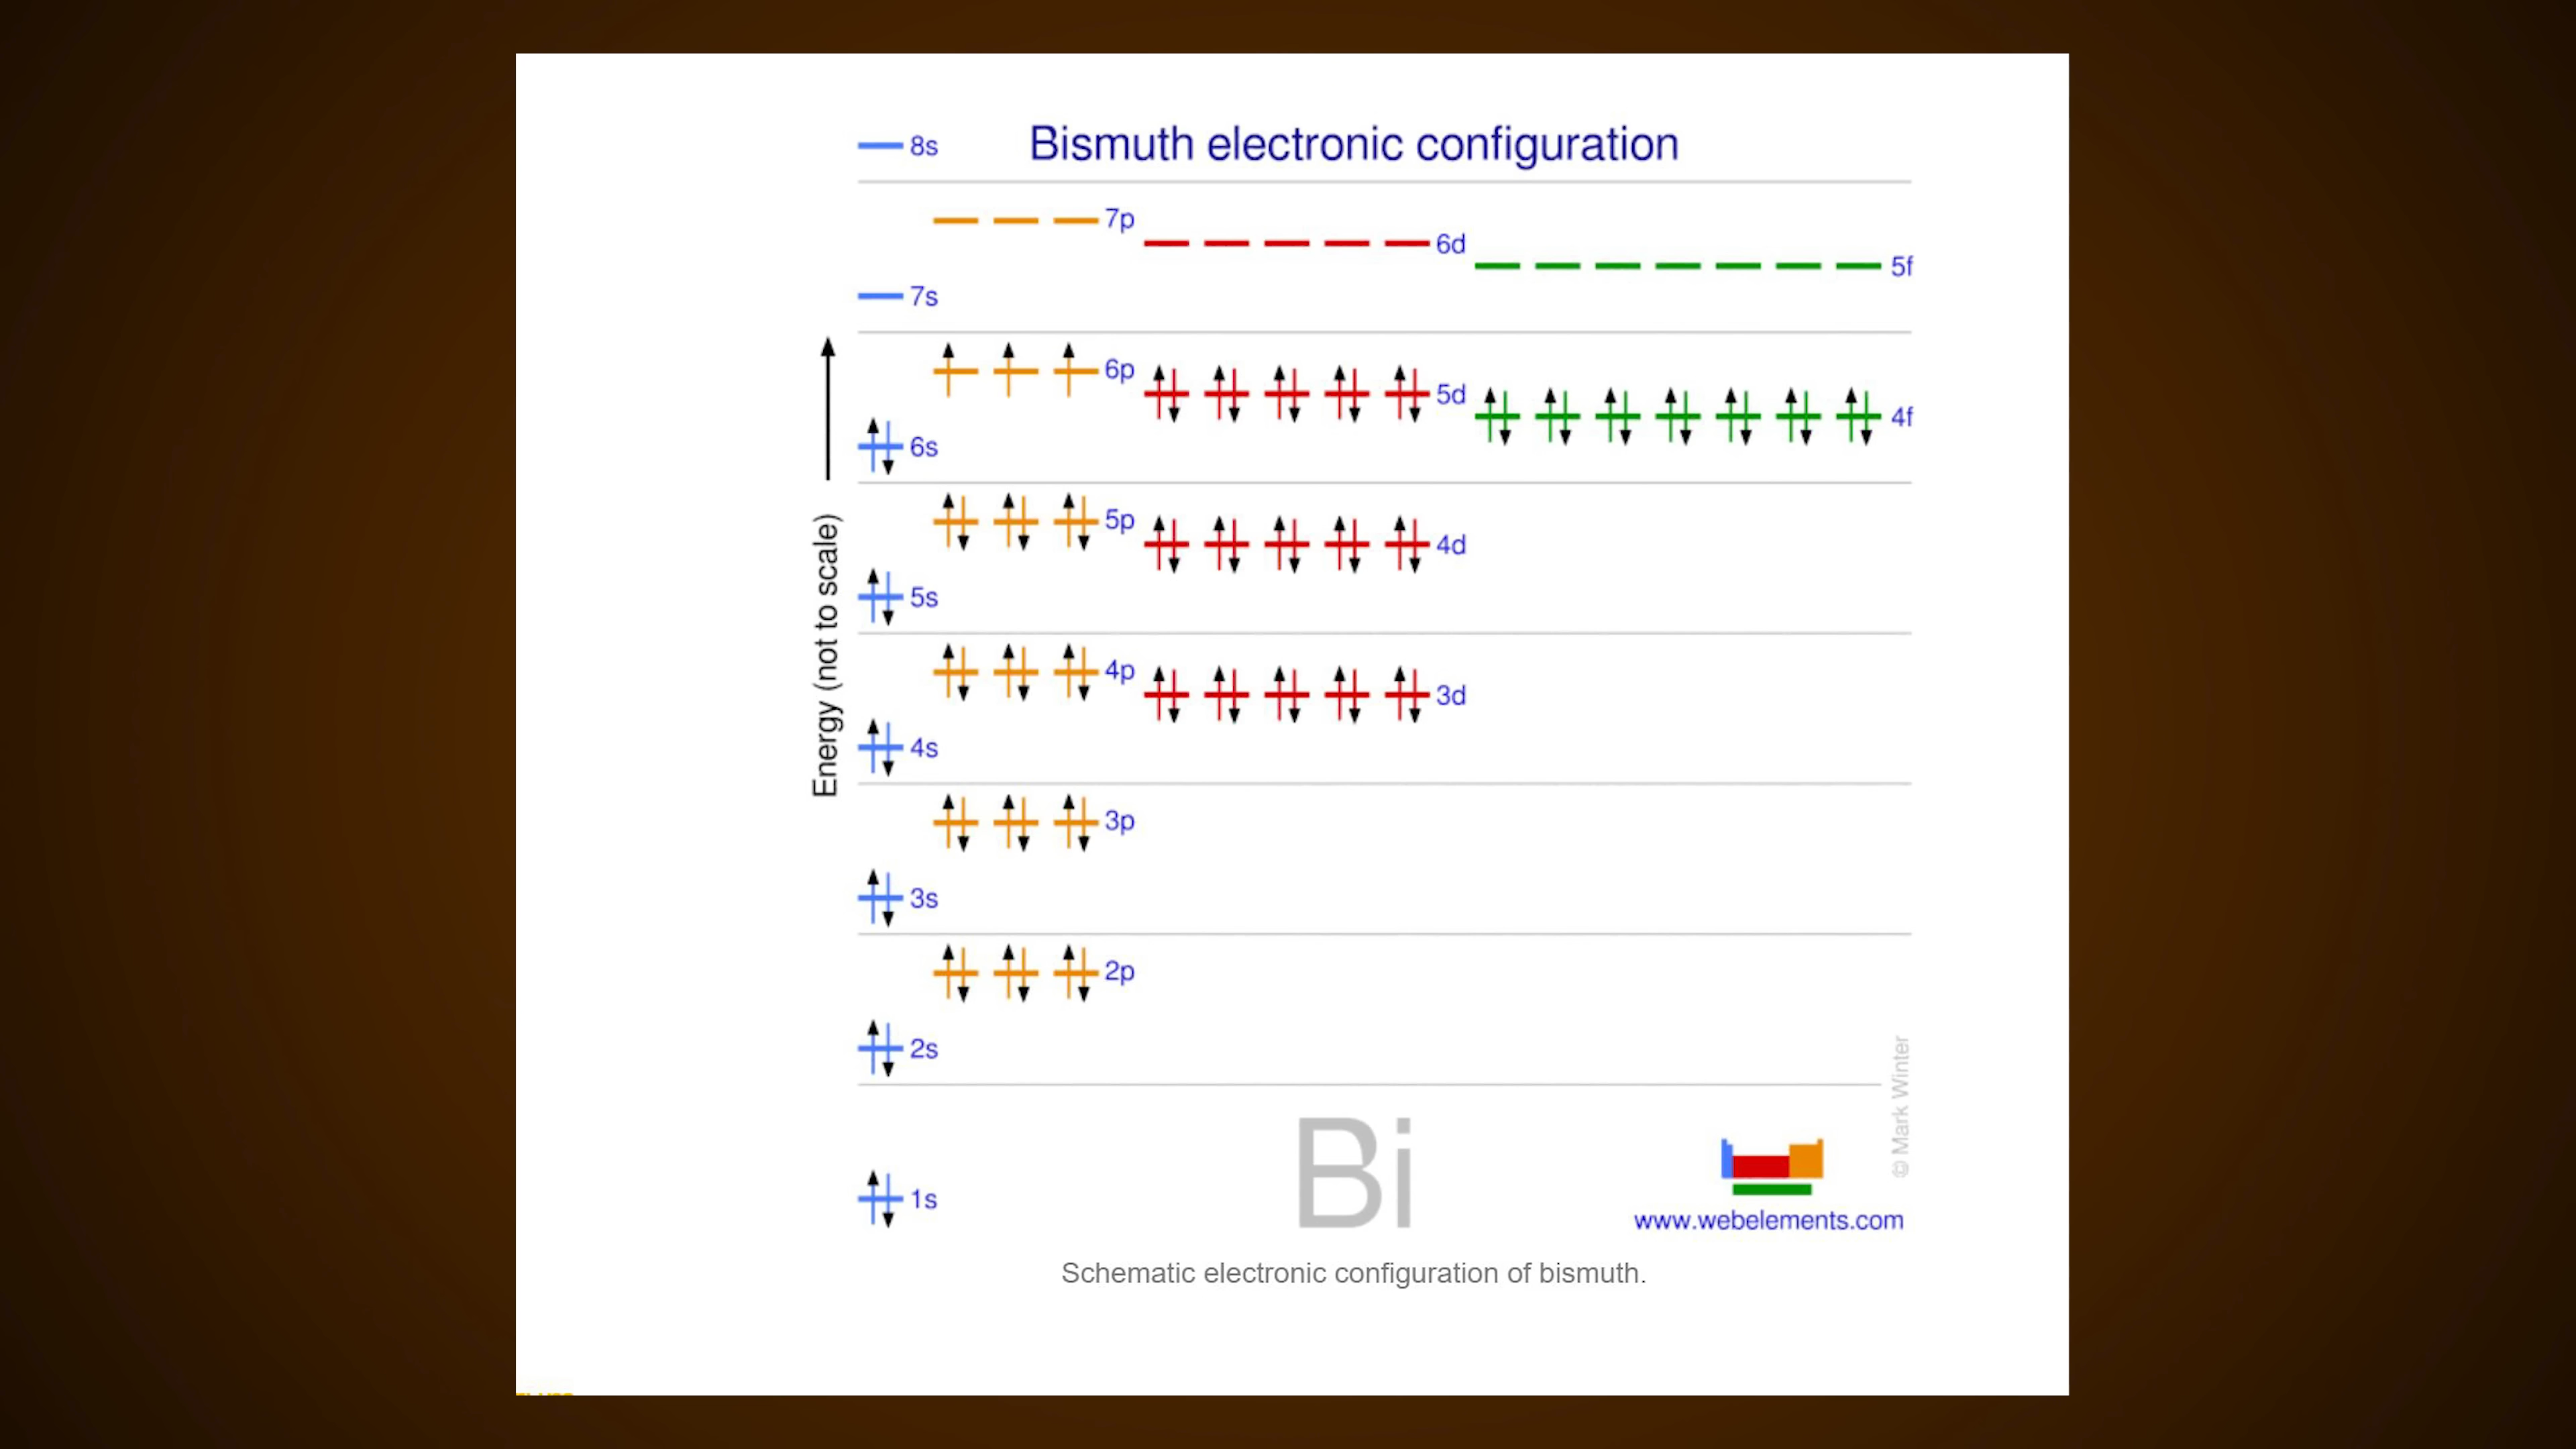 8s Bismuth electronic configuration
7p
6d
5f
7s
6p
5d
4f
6s
5p
4d
5s
4p
3d
4s
3p
3s
2p
2s
1s
Energy (not to scale)
Bi
© Mark Winter
www.webelements.com
Schematic electronic configuration of bismuth.